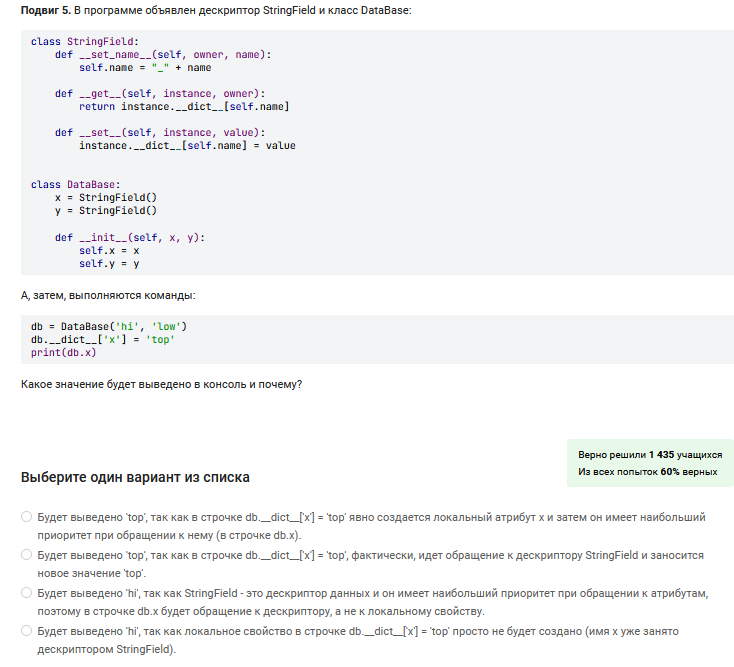 Подвиг 5. В программе объявлен дескриптор StringField и класс DataBase:
class StringField:
    def __set_name__(self, owner, name):
        self.name = "_" + name
    def __get__(self, instance, owner):
        return instance.__dict__[self.name]
    def __set__(self, instance, value):
        instance.__dict__[self.name] = value
class DataBase:
    x = StringField()
    y = StringField()
    def __init__(self, x, y):
        self.x = x
        self.y = y
А, затем, выполняются команды:
db = DataBase('hi', 'low')
db.__dict__['x'] = 'top'
print(db.x)
Какое значение будет выведено в консоль и почему?
Верно решили 1 435 учащихся
Из всех попыток 60% верных
Выберите один вариант из списка
Будет выведено 'top', так как в строчке db.__dict__['x'] = 'top' явно создается локальный атрибут x и затем он имеет наибольший
приоритет при обращении к нему (в строчке db.x).
Будет выведено 'top', так как в строчке db.__dict__['x'] = 'top', фактически, идет обращение к дескриптору StringField и заносится
новое значение 'top'.
Будет выведено 'hi', так как StringField - это дескриптор данных и он имеет наибольший приоритет при обращении к атрибутам,
поэтому в строчке db.x будет обращение к дескриптору, а не к локальному свойству.
Будет выведено 'hi', так как локальное свойство в строчке db.__dict__['x'] = 'top' просто не будет создано (имя x уже занято
дескриптором StringField).